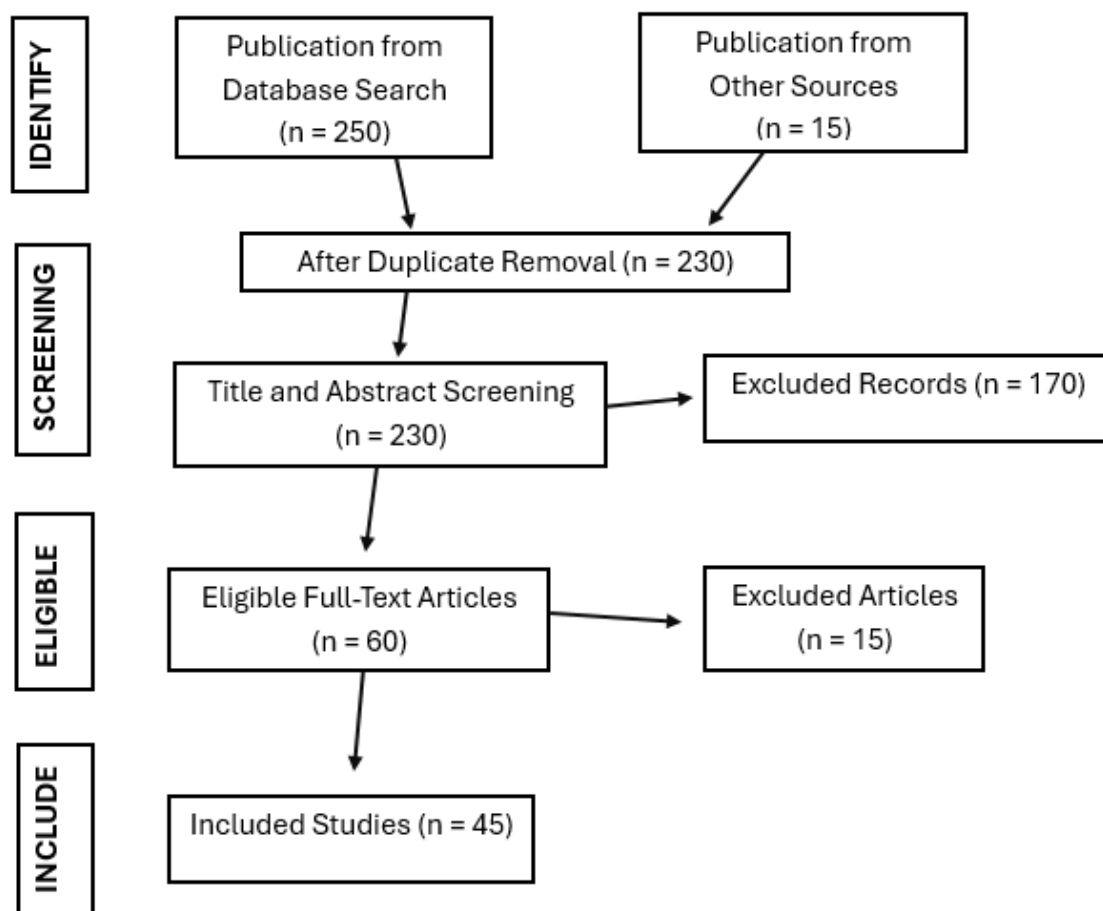 IDENTIFY
Publication from
Database Search
(n = 250)
Publication from
Other Sources
(n = 15)
SCREENING
After Duplicate Removal (n = 230)
Title and Abstract Screening
(n = 230)
Excluded Records (n = 170)
ELIGIBLE
Eligible Full-Text Articles
(n = 60)
Excluded Articles
(n = 15)
INCLUDE
Included Studies (n = 45)